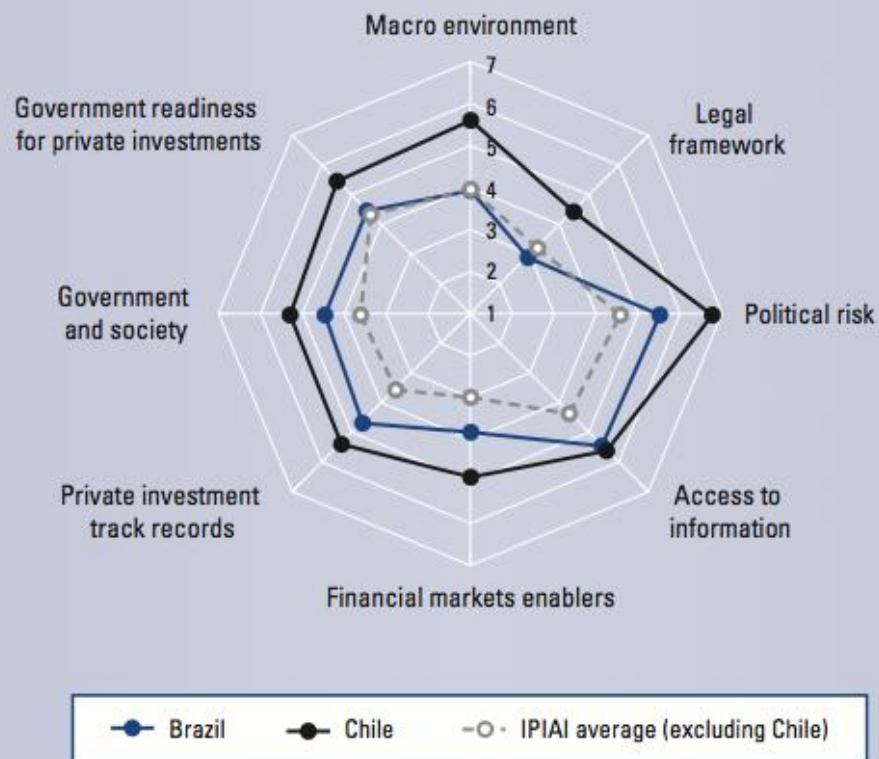 Macro environment
7
Government readiness
for private investments
6
Legal
framework
5
4
3
2
Government
and society
1
Political risk
Private investment
track records
Access to
information
Financial markets enablers
Brazil
Chile
IPIAI average (excluding Chile)